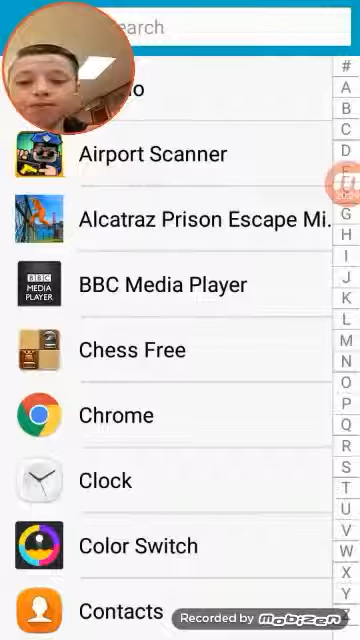 earch
o
Airport Scanner
Alcatraz Prison Escape Mi.
BBC MEDIA PLAYER
BBC Media Player
Chess Free
Chrome
Clock
Color Switch
Contacts
#
A
B
C
D
G
H
I
J
K
L
M
N
O
P
Q
R
S
T
U
V
W
X
Y
Recorded by mobizen